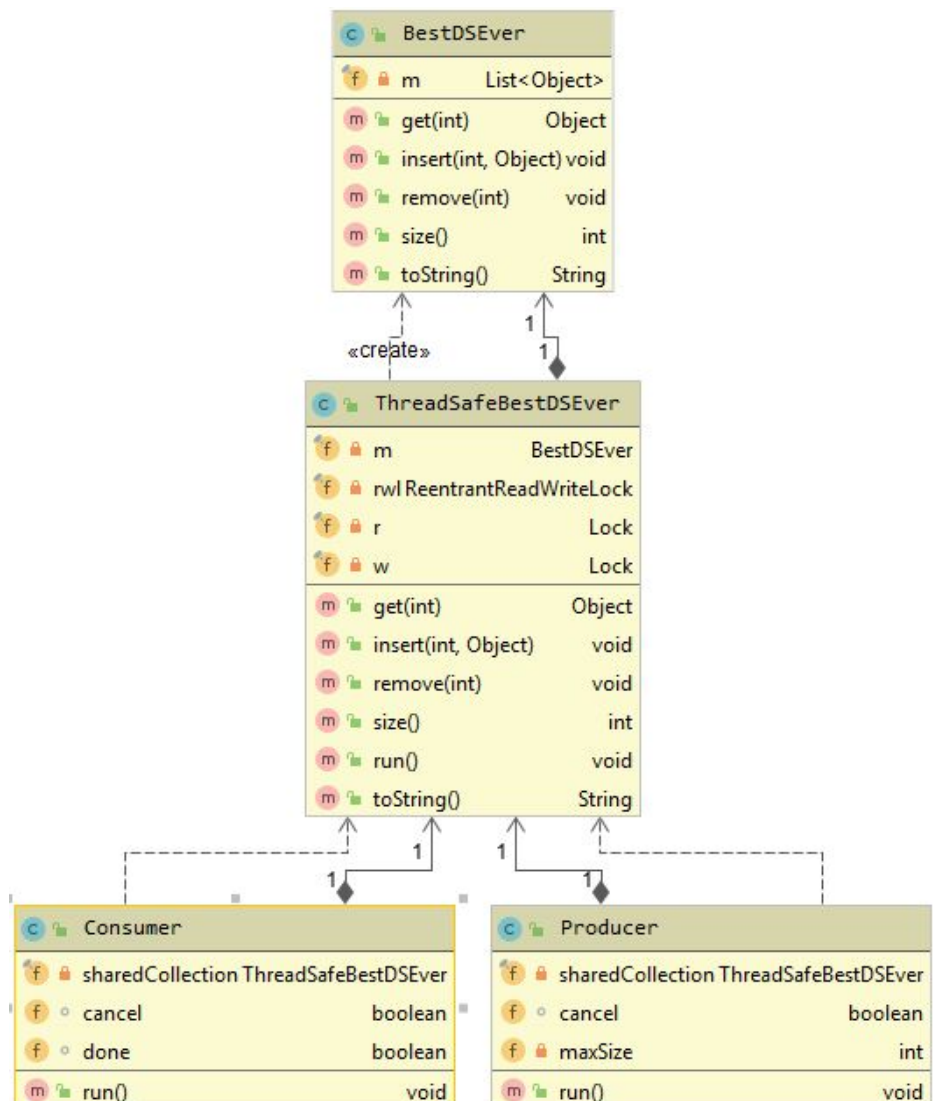 BestDSEver
m List<Object>
get(int) Object
insert(int, Object) void
remove(int) void
size() int
toString() String
1
«create» 1
ThreadSafeBestDSEver
m BestDSEver
rwl ReentrantReadWriteLock
r Lock
w Lock
get(int) Object
insert(int, Object) void
remove(int) void
size() int
run() void
toString() String
1 1
1 1
Consumer
sharedCollection ThreadSafeBestDSEver
cancel boolean
done boolean
run() void
Producer
sharedCollection ThreadSafeBestDSEver
cancel boolean
maxSize int
run() void